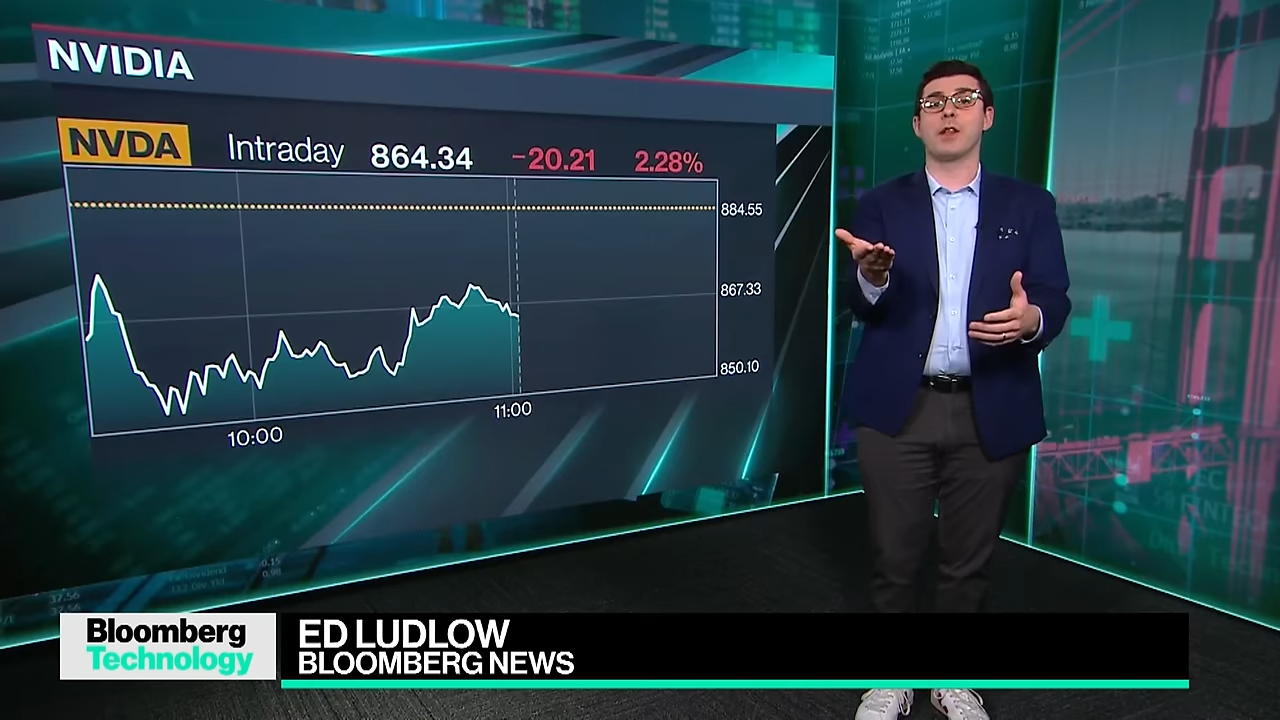 NVIDIA
NVDA Intraday 864.34 -20.21 2.28%
884.55
867.33
850.10
10:00
11:00
Bloomberg
Technology
ED LUDLOW
BLOOMBERG NEWS